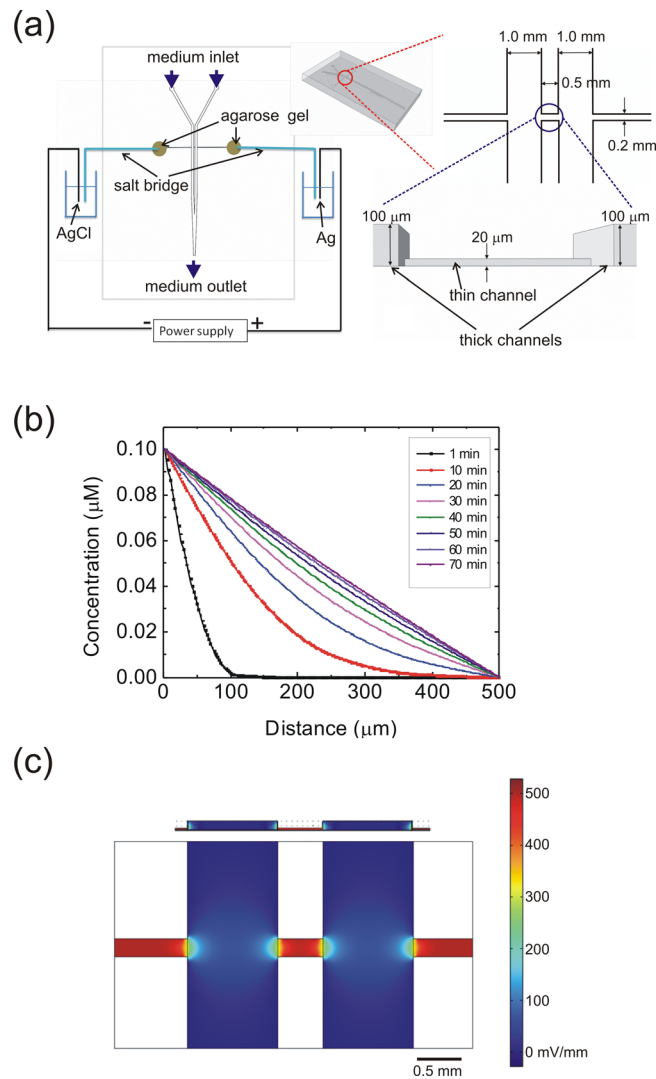 (a)
medium inlet
agarose gel
salt bridge
AgCl
Ag
medium outlet
- Power supply +
1.0 mm 1.0 mm
0.5 mm
0.2 mm
100 μm
100 μm
20 μm
thin channel
thick channels
(b)
Concentration (μM)
0.10
0.08
0.06
0.04
0.02
0.00
0 100 200 300 400 500
Distance (μm)
1 min
10 min
20 min
30 min
40 min
50 min
60 min
70 min
(c)
500
400
300
200
100
0 mV/mm
0.5 mm